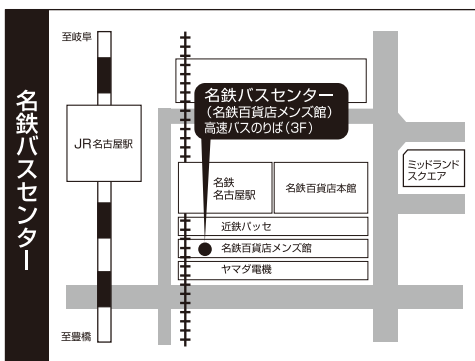 名鉄バスセンター
至岐阜
JR名古屋駅
至豊橋
名鉄バスセンター
(名鉄百貨店メンズ館)
高速バスのりば(3F)
名鉄
名古屋駅
名鉄百貨店本館
ミッドランド
スクエア
近鉄パッセ
名鉄百貨店メンズ館
ヤマダ電機